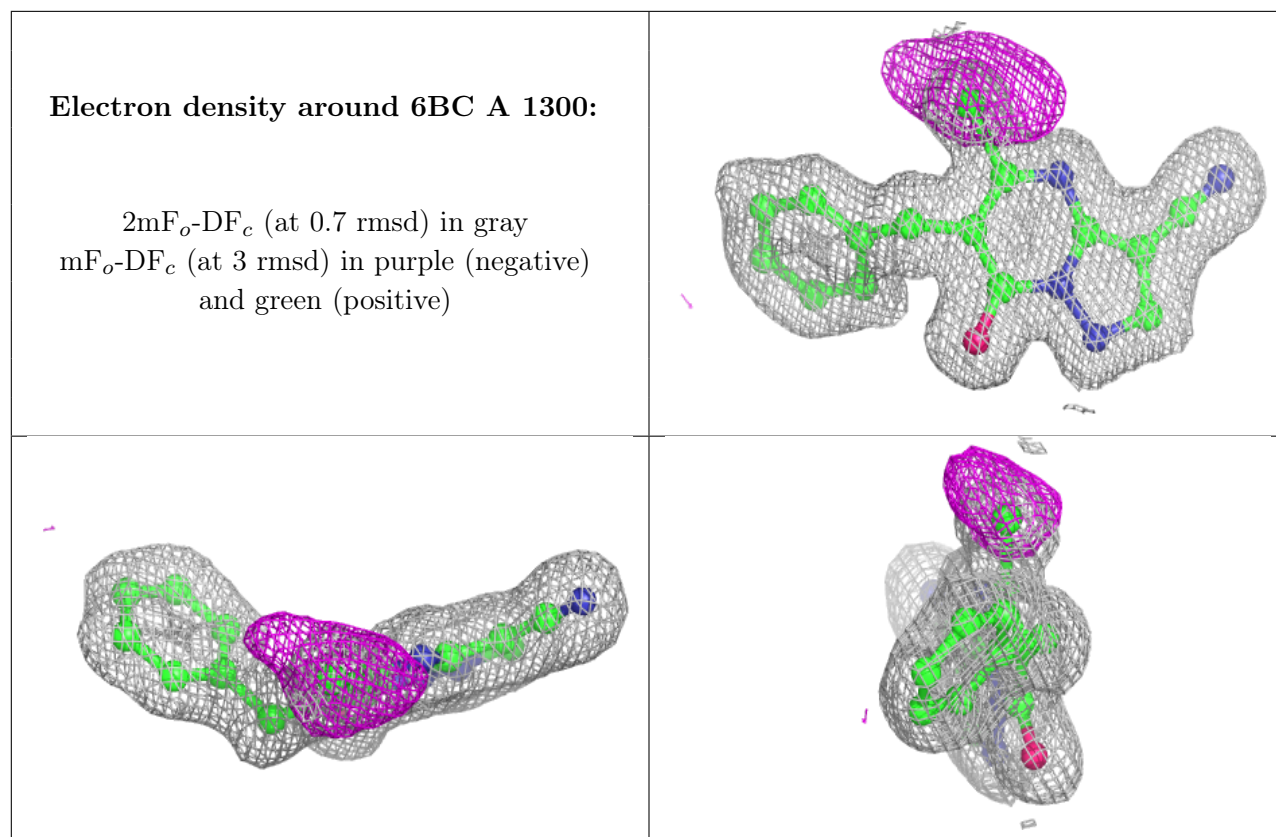 Electron density around 6BC A 1300:
2mFₒ-DF𝒸 (at 0.7 rmsd) in gray
mFₒ-DF𝒸 (at 3 rmsd) in purple (negative)
and green (positive)